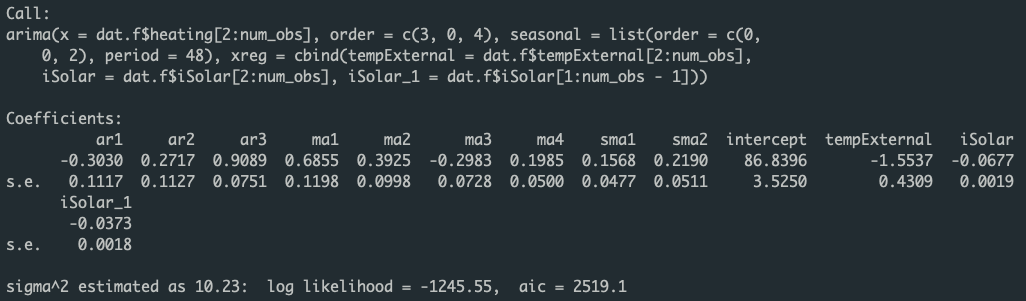 Call:
arima(x = dat.f$heating[2:num_obs], order = c(3, 0, 4), seasonal = list(order = c(0,
    0, 2), period = 48), xreg = cbind(tempExternal = dat.f$tempExternal[2:num_obs],
    iSolar = dat.f$iSolar[2:num_obs], iSolar_1 = dat.f$iSolar[1:num_obs - 1]))

Coefficients:
          ar1     ar2     ar3     ma1     ma2      ma3     ma4    sma1    sma2  intercept  tempExternal   iSolar
      -0.3030  0.2717  0.9089  0.6855  0.3925  -0.2983  0.1985  0.1568  0.2190    86.8396       -1.5537  -0.0677
s.e.   0.1117  0.1127  0.0751  0.1198  0.0998   0.0728  0.0500  0.0477  0.0511     3.5250        0.4309   0.0019
      iSolar_1
       -0.0373
s.e.    0.0018

sigma^2 estimated as 10.23:  log likelihood = -1245.55,  aic = 2519.1